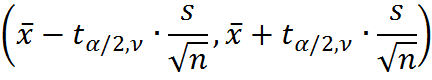 (x̄ − t_{α/2,ν} · s/√n, x̄ + t_{α/2,ν} · s/√n)